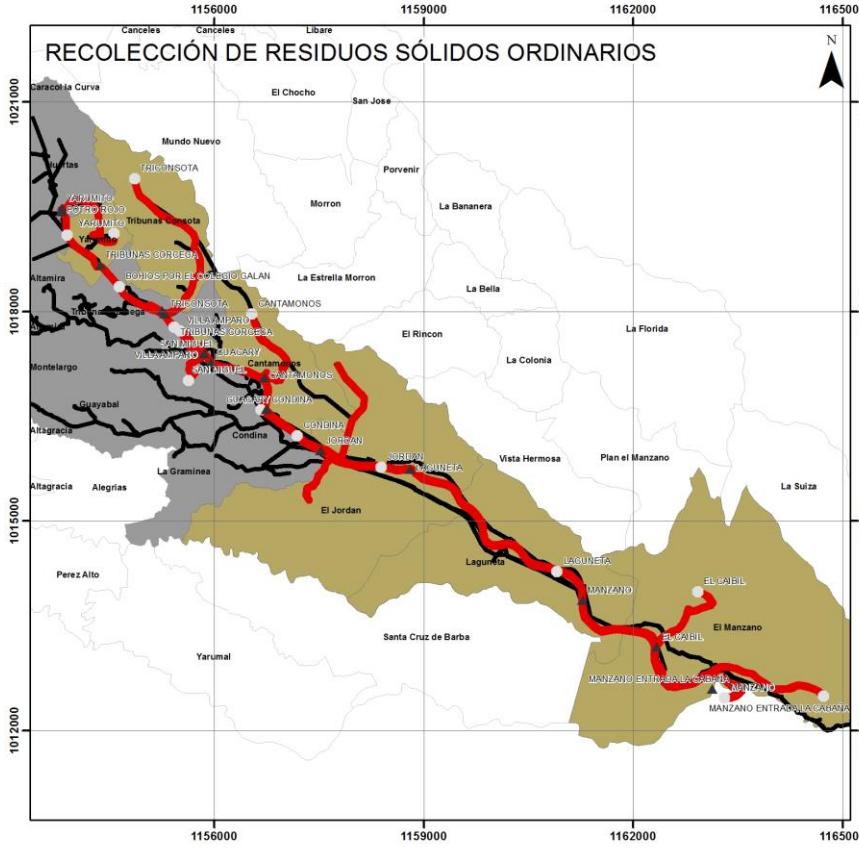 1156000
1159000
1162000
116500
Canceles
Canceles
Libare
RECOLECCIÓN DE RESIDUOS SÓLIDOS ORDINARIOS
N
Caracol la Curva
El Chocho
San Jose
1021000
Mundo Nuevo
Huertas
Porvenir
TRICONSOTA
La Bananera
YARUMITO
Morron
POTRO ROJO
Tribunas Consota
YARUMITO
TRIBUNAS CORCEGA
Altamira
BOHIOS POR EL COLEGIO GALAN
La Estrella Morron
La Bella
TRICONSOTA
CANTAMONOS
1018000
VILLA AMPARO
TRIBUNAS CORCEGA
La Florida
El Rincon
SAN MIGUEL
GUACARY
VILLA AMPARO
La Colonia
Montelargo
SAN MIGUEL
Cantamonos
CANTAMONOS
Guayabal
GUACARY CONDINA
Altagracia
Condina
CONDINA
JORDAN
La Graminea
JORDAN
LAGUNETA
Vista Hermosa
Plan el Manzano
Altagracia
Alegrias
La Suiza
El Jordan
1015000
Laguneta
LAGUNETA
Perez Alto
EL CAIBIL
MANZANO
El Manzano
Santa Cruz de Barba
EL CAIBIL
Yarumal
MANZANO ENTRADA LA CABAÑA
MANZANO
MANZANO ENTRADA LA CABAÑA
1012000
1156000
1159000
1162000
116500